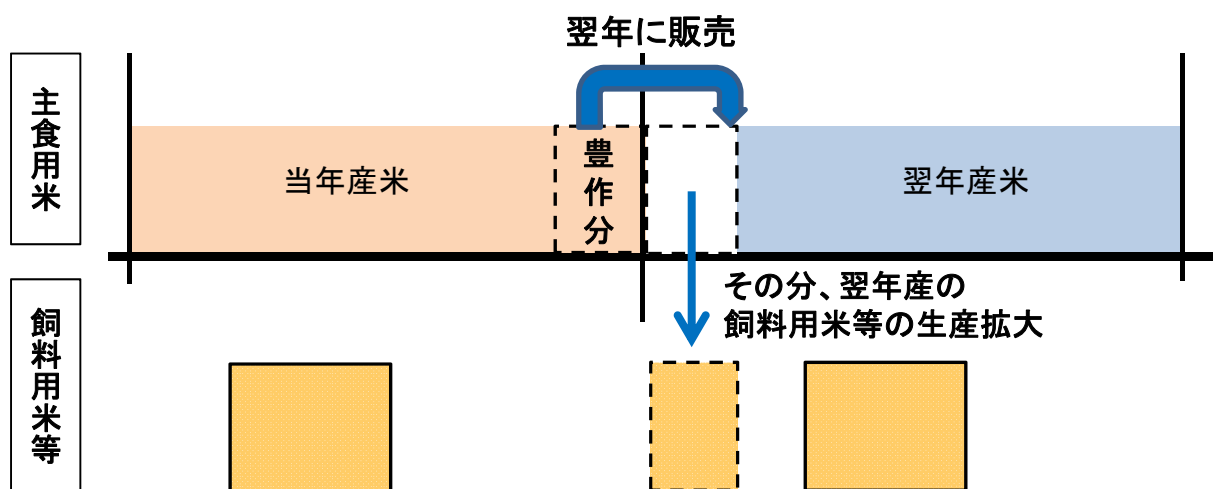 翌年に販売
主食用米
当年産米
豊作分
翌年産米
その分、翌年産の
飼料用米等の生産拡大
飼料用米等